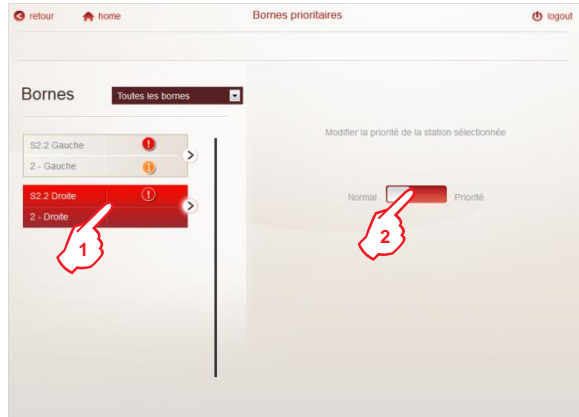 retour home Bornes prioritaires logout
Bornes Toutes les bornes
Modifier la priorité de la station sélectionnée
S2.2 Gauche !
2 - Gauche 1
S2.2 Droite !
Normal Priorité
2 - Droite
1
2